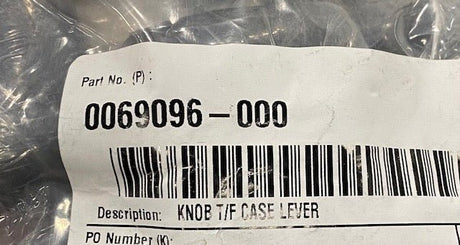 Part No. (P):
0069096-000
Description: KNOB T/F CASE LEVER
PO Number (K):